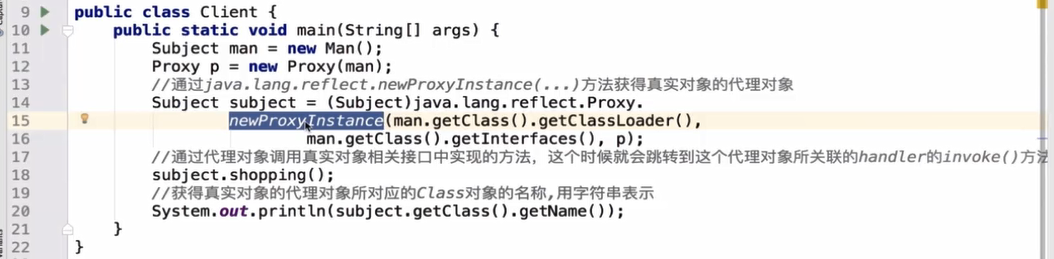 9 public class Client {
10 public static void main(String[] args) {
11 Subject man = new Man();
12 Proxy p = new Proxy(man);
13 //通过java.lang.reflect.newProxyInstance(...)方法获得真实对象的代理对象
14 Subject subject = (Subject)java.lang.reflect.Proxy.
15 newProxyInstance(man.getClass().getClassLoader(),
16 man.getClass().getInterfaces(), p);
17 //通过代理对象调用真实对象相关接口中实现的方法，这个时候就会跳转到这个代理对象所关联的handler的invoke()方法
18 subject.shopping();
19 //获得真实对象的代理对象所对应的Class对象的名称,用字符串表示
20 System.out.println(subject.getClass().getName());
21 }
22 }